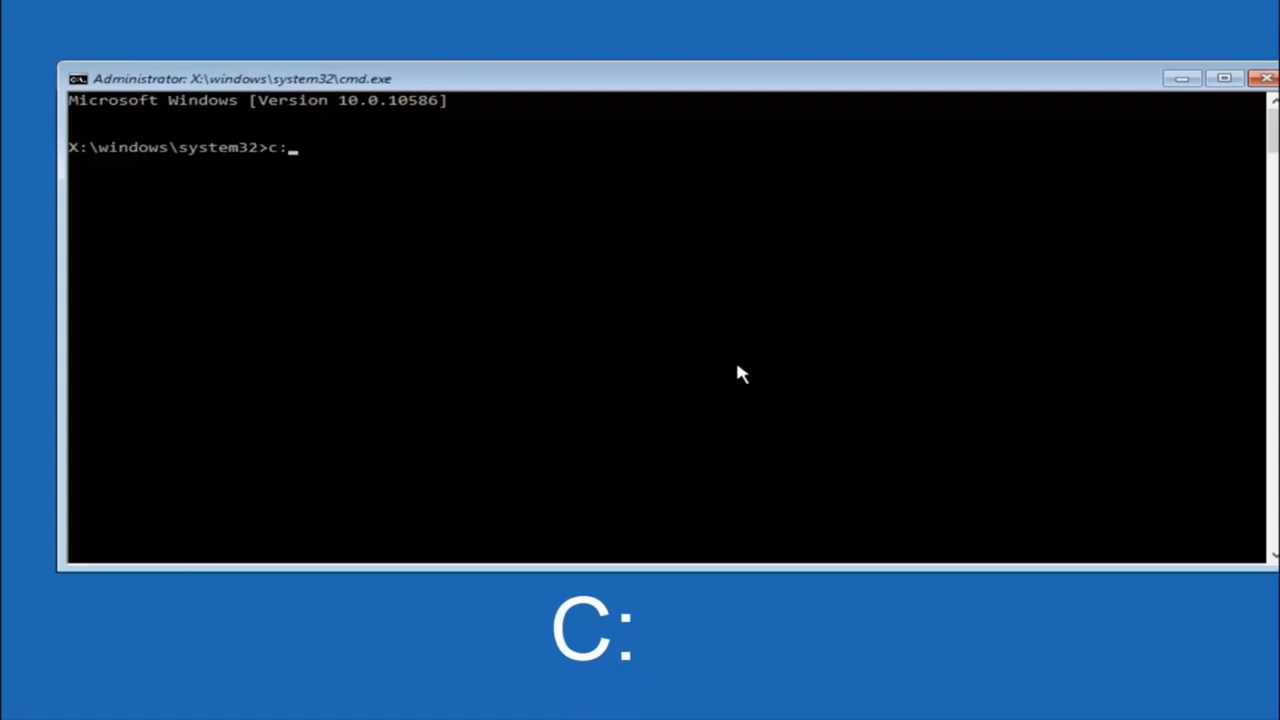 Administrator: X:\windows\system32\cmd.exe
Microsoft Windows [Version 10.0.10586]
X:\windows\system32>c:_
C: